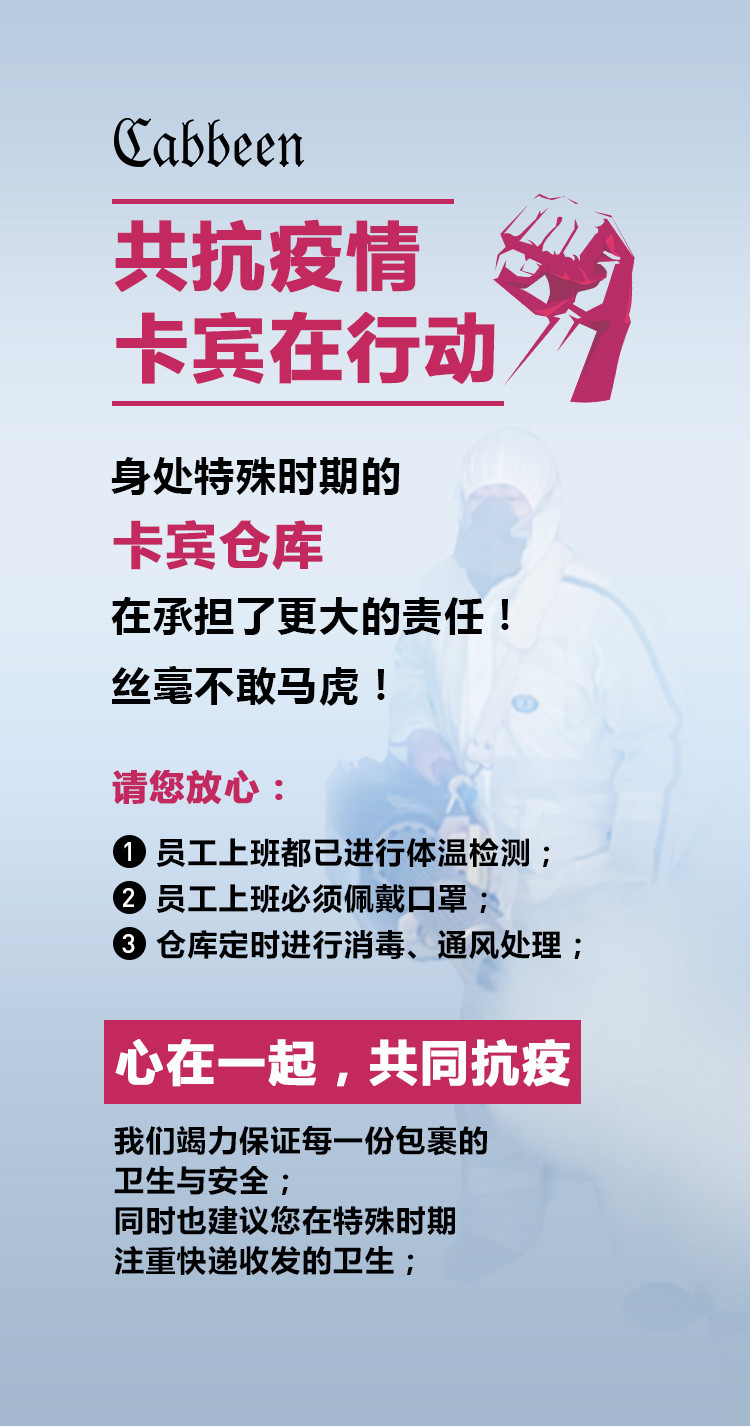 Cabbeen
共抗疫情
卡宾在行动
身处特殊时期的
卡宾仓库
在承担了更大的责任！
丝毫不敢马虎！
请您放心：
❶ 员工上班都已进行体温检测；
❷ 员工上班必须佩戴口罩；
❸ 仓库定时进行消毒、通风处理；
心在一起，共同抗疫
我们竭力保证每一份包裹的
卫生与安全；
同时也建议您在特殊时期
注重快递收发的卫生；